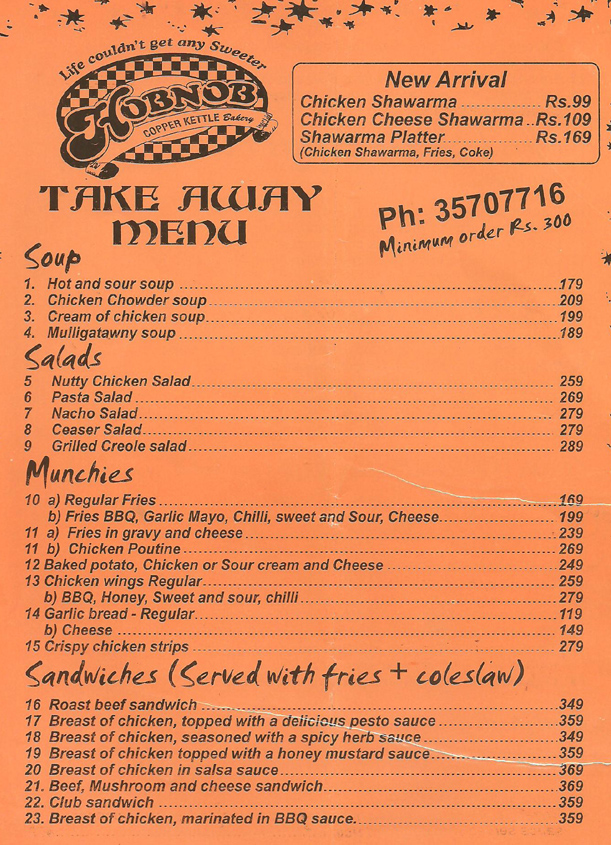 Life couldn't get any Sweeter
HOBNOB
COPPER KETTLE Bakery
New Arrival
Chicken Shawarma ........................ Rs.99
Chicken Cheese Shawarma ..Rs.109
Shawarma Platter ....................Rs.169
(Chicken Shawarma, Fries, Coke)
TAKE AWAY
MENU
Ph: 35707716
Minimum order Rs. 300
Soup
1. Hot and sour soup ........ 179
2. Chicken Chowder soup ........ 209
3. Cream of chicken soup ........ 199
4. Mulligatawny soup ........ 189
Salads
5 Nutty Chicken Salad ........ 259
6 Pasta Salad ........ 269
7 Nacho Salad ........ 279
8 Ceaser Salad ........ 279
9 Grilled Creole salad ........ 289
Munchies
10 a) Regular Fries ........ 169
b) Fries BBQ, Garlic Mayo, Chilli, sweet and Sour, Cheese ........ 199
11 a) Fries in gravy and cheese ........ 239
11 b) Chicken Poutine ........ 269
12 Baked potato, Chicken or Sour cream and Cheese ........ 249
13 Chicken wings Regular ........ 259
b) BBQ, Honey, Sweet and sour, chilli ........ 279
14 Garlic bread - Regular ........ 119
b) Cheese ........ 149
15 Crispy chicken strips ........ 279
Sandwiches (Served with fries + coleslaw)
16 Roast beef sandwich ........ 349
17 Breast of chicken, topped with a delicious pesto sauce ........ 359
18 Breast of chicken, seasoned with a spicy herb sauce ........ 349
19 Breast of chicken topped with a honey mustard sauce ........ 359
20 Breast of chicken in salsa sauce ........ 369
21. Beef, Mushroom and cheese sandwich ........ 369
22. Club sandwich ........ 359
23. Breast of chicken, marinated in BBQ sauce. ........ 359